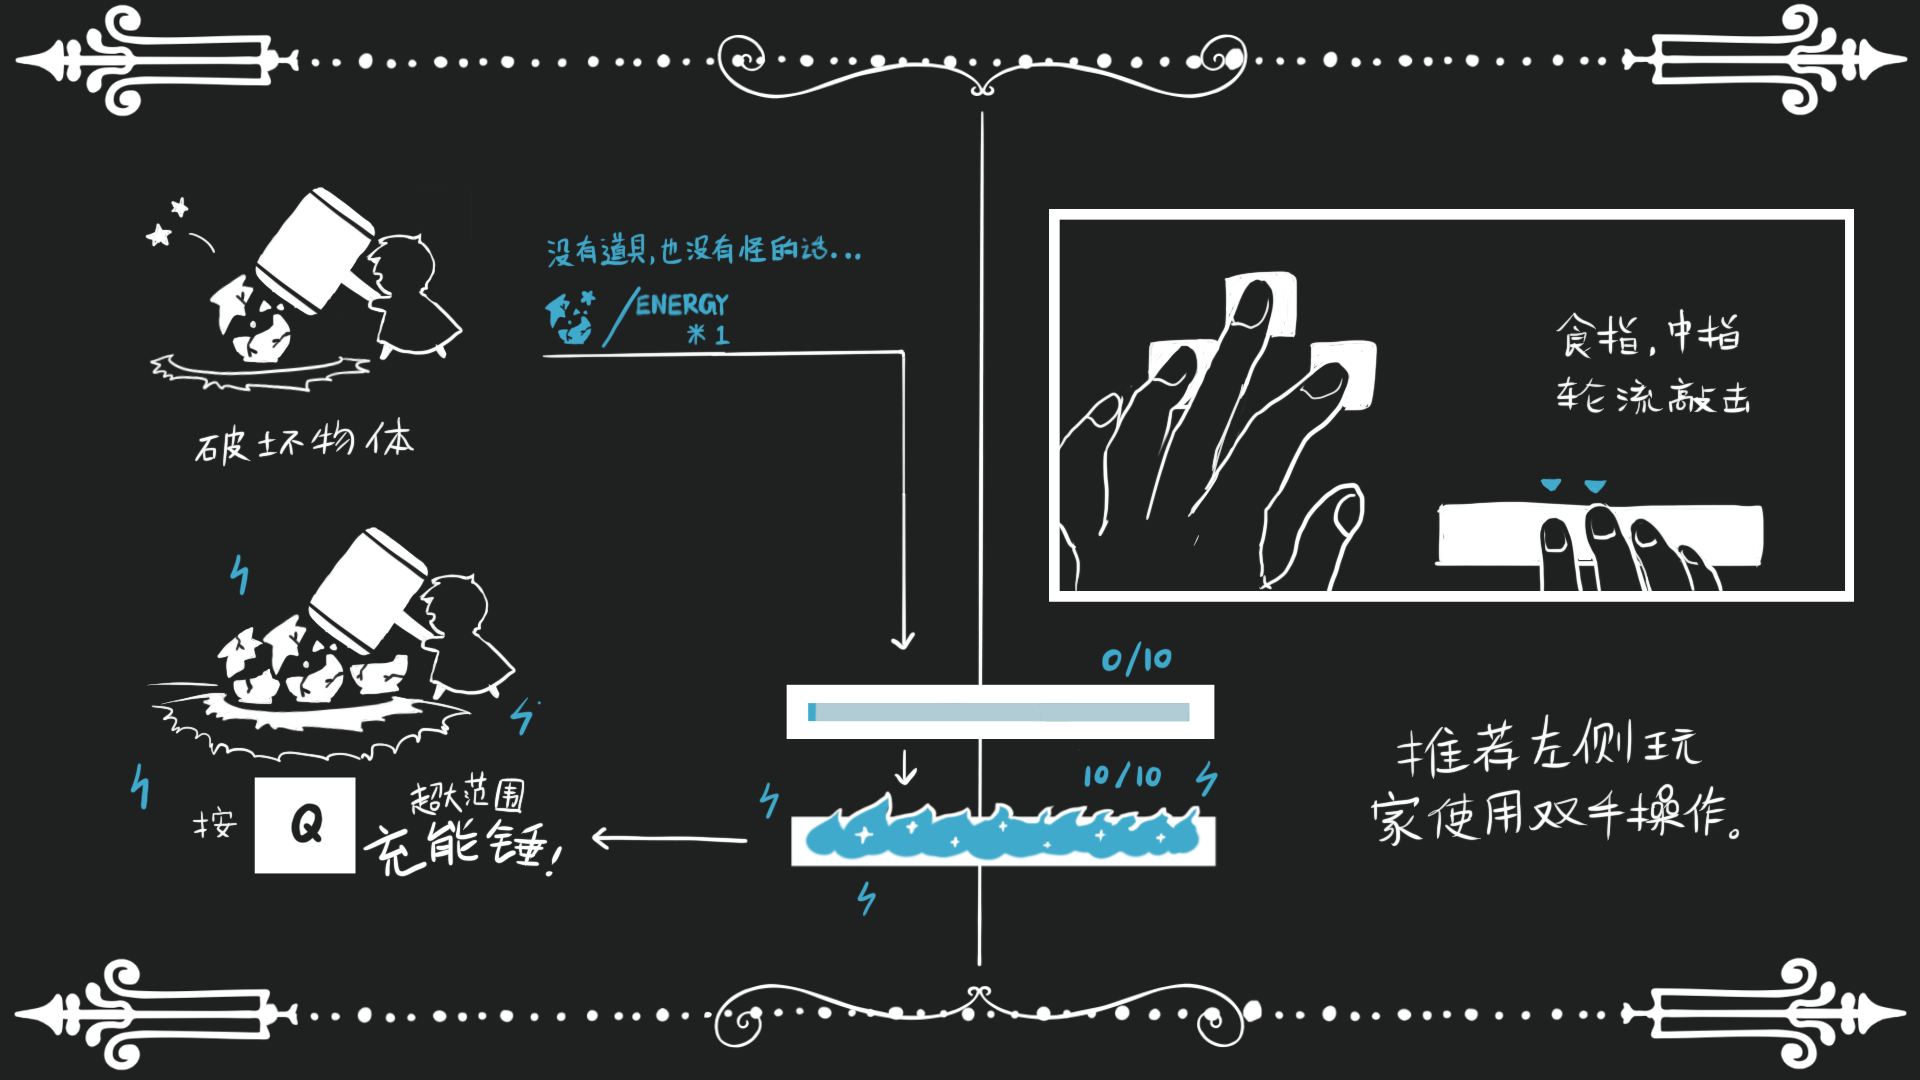 没有道具,也没有怪的话...
ENERGY
米 1
破坏物体
食指,中指
轮流敲击
0/10
10/10
按
Q
超大范围
充能锤!
推荐左侧玩
家使用双手操作。